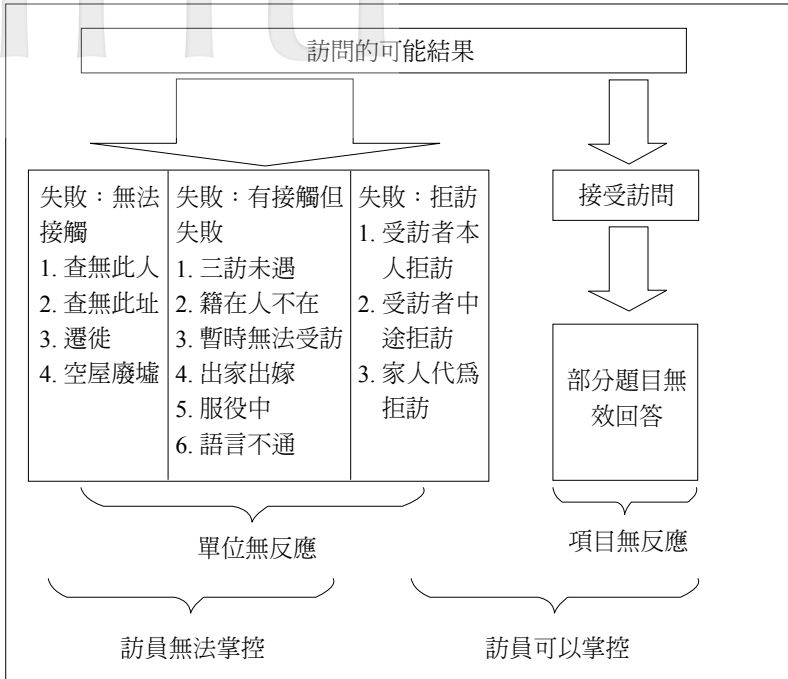 訪問的可能結果
失敗：無法
接觸
1. 查無此人
2. 查無此址
3. 遷徙
4. 空屋廢墟
失敗：有接觸但
失敗
1. 三訪未遇
2. 籍在人不在
3. 暫時無法受訪
4. 出家出嫁
5. 服役中
6. 語言不通
失敗：拒訪
1. 受訪者本
人拒訪
2. 受訪者中
途拒訪
3. 家人代爲
拒訪
接受訪問
部分題目無
效回答
單位無反應
項目無反應
訪員無法掌控
訪員可以掌控